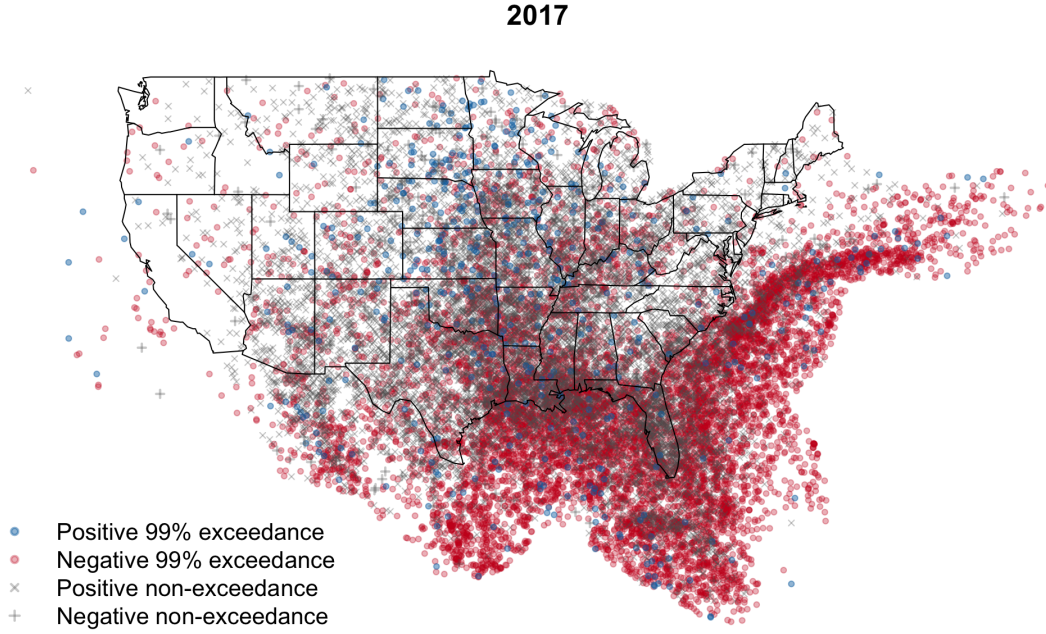 2017
Positive 99% exceedance
Negative 99% exceedance
Positive non-exceedance
Negative non-exceedance